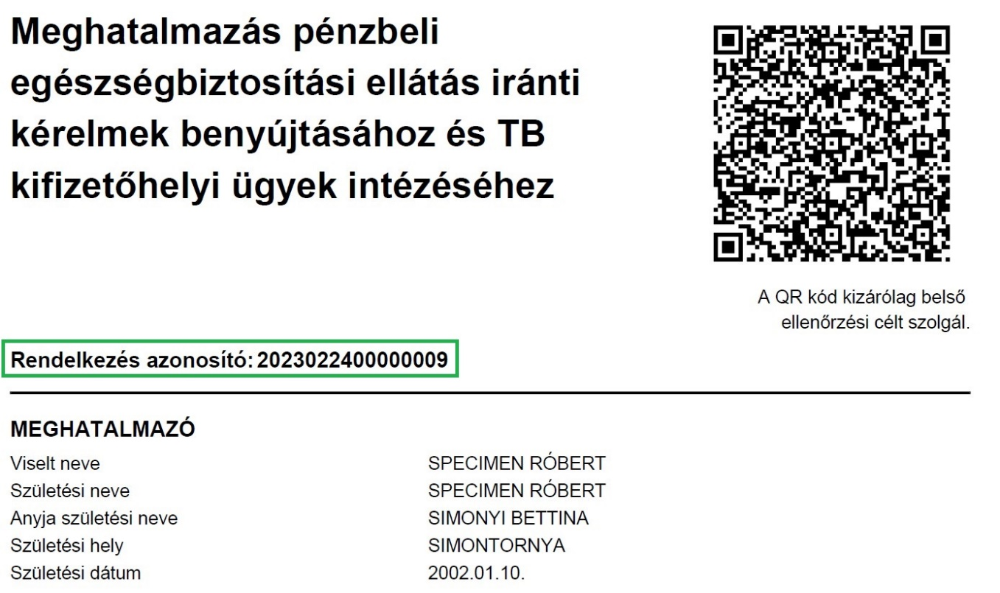 Meghatalmazás pénzbeli
egészségbiztosítási ellátás iránti
kérelmek benyújtásához és TB
kifizetőhelyi ügyek intézéséhez
A QR kód kizárólag belső
ellenőrzési célt szolgál.
Rendelkezés azonosító: 2023022400000009
MEGHATALMAZÓ
Viselt neve SPECIMEN RÓBERT
Születési neve SPECIMEN RÓBERT
Anyja születési neve SIMONYI BETTINA
Születési hely SIMONTORNYA
Születési dátum 2002.01.10.